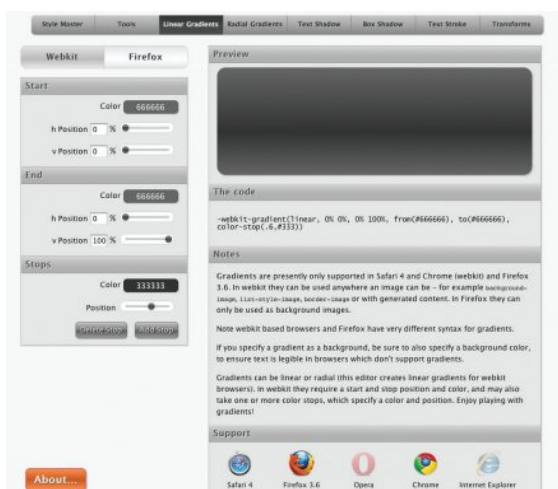 Style Master Tools Linear Gradients Radial Gradients Text Shadow Box Shadow Text Stroke Transforms
Webkit Firefox
Start
Color 666666
h Position 0 %
v Position 0 %
End
Color 666666
h Position 0 %
v Position 100 %
Stops
Color 333333
Position
Delete Stop Add Stop
About...
Preview
The code
-webkit-gradient(linear, 0% 0%, 0% 100%, from(#666666), to(#666666),
color-stop(.6,#333))
Notes
Gradients are presently only supported in Safari 4 and Chrome (webkit) and Firefox
3.6. In webkit they can be used anywhere an image can be – for example background-
image, list-style-image, border-image or with generated content. In Firefox they can
only be used as background images.
Note webkit based browsers and Firefox have very different syntax for gradients.
If you specify a gradient as a background, be sure to also specify a background color,
to ensure text is legible in browsers which don't support gradients.
Gradients can be linear or radial (this editor creates linear gradients for webkit
browsers). In webkit they require a start and stop position and color, and may also
take one or more color stops, which specify a color and position. Enjoy playing with
gradients!
Support
Safari 4 Firefox 3.6 Opera Chrome Internet Explorer